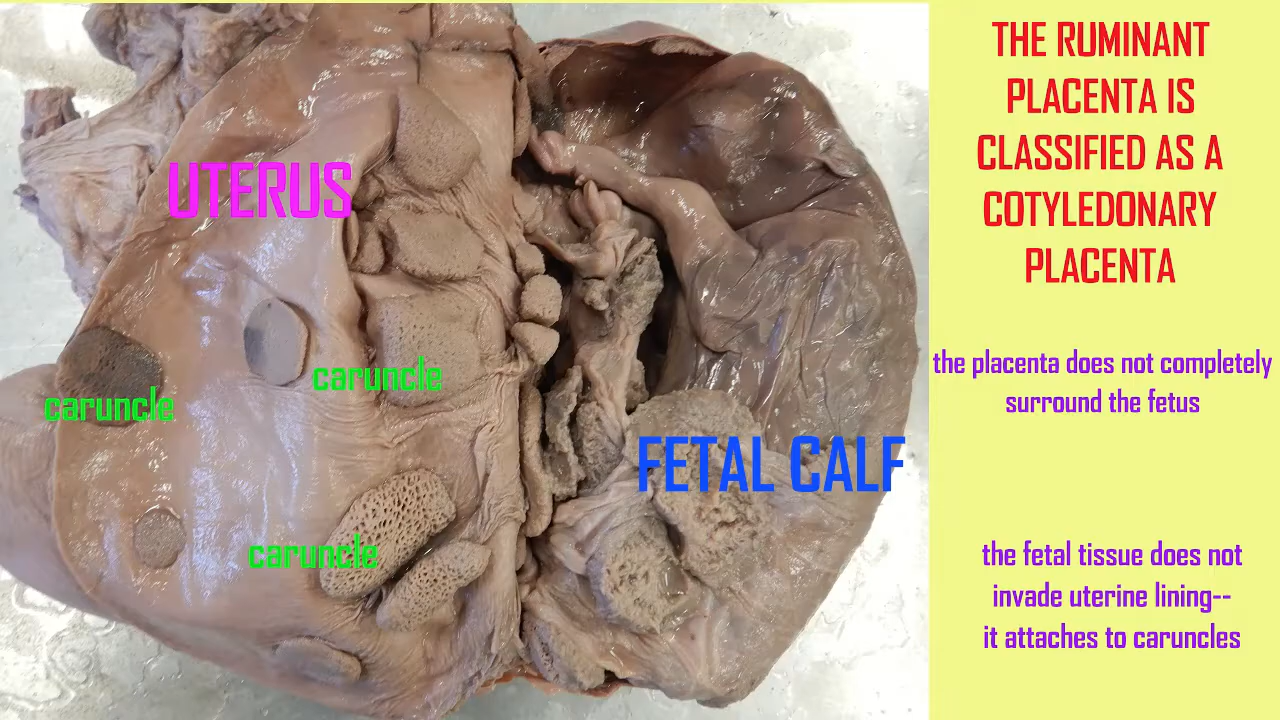 UTERUS
caruncle
caruncle
caruncle
FETAL CALF
THE RUMINANT
PLACENTA IS
CLASSIFIED AS A
COTYLEDONARY
PLACENTA
the placenta does not completely
surround the fetus
the fetal tissue does not
invade uterine lining--
it attaches to caruncles